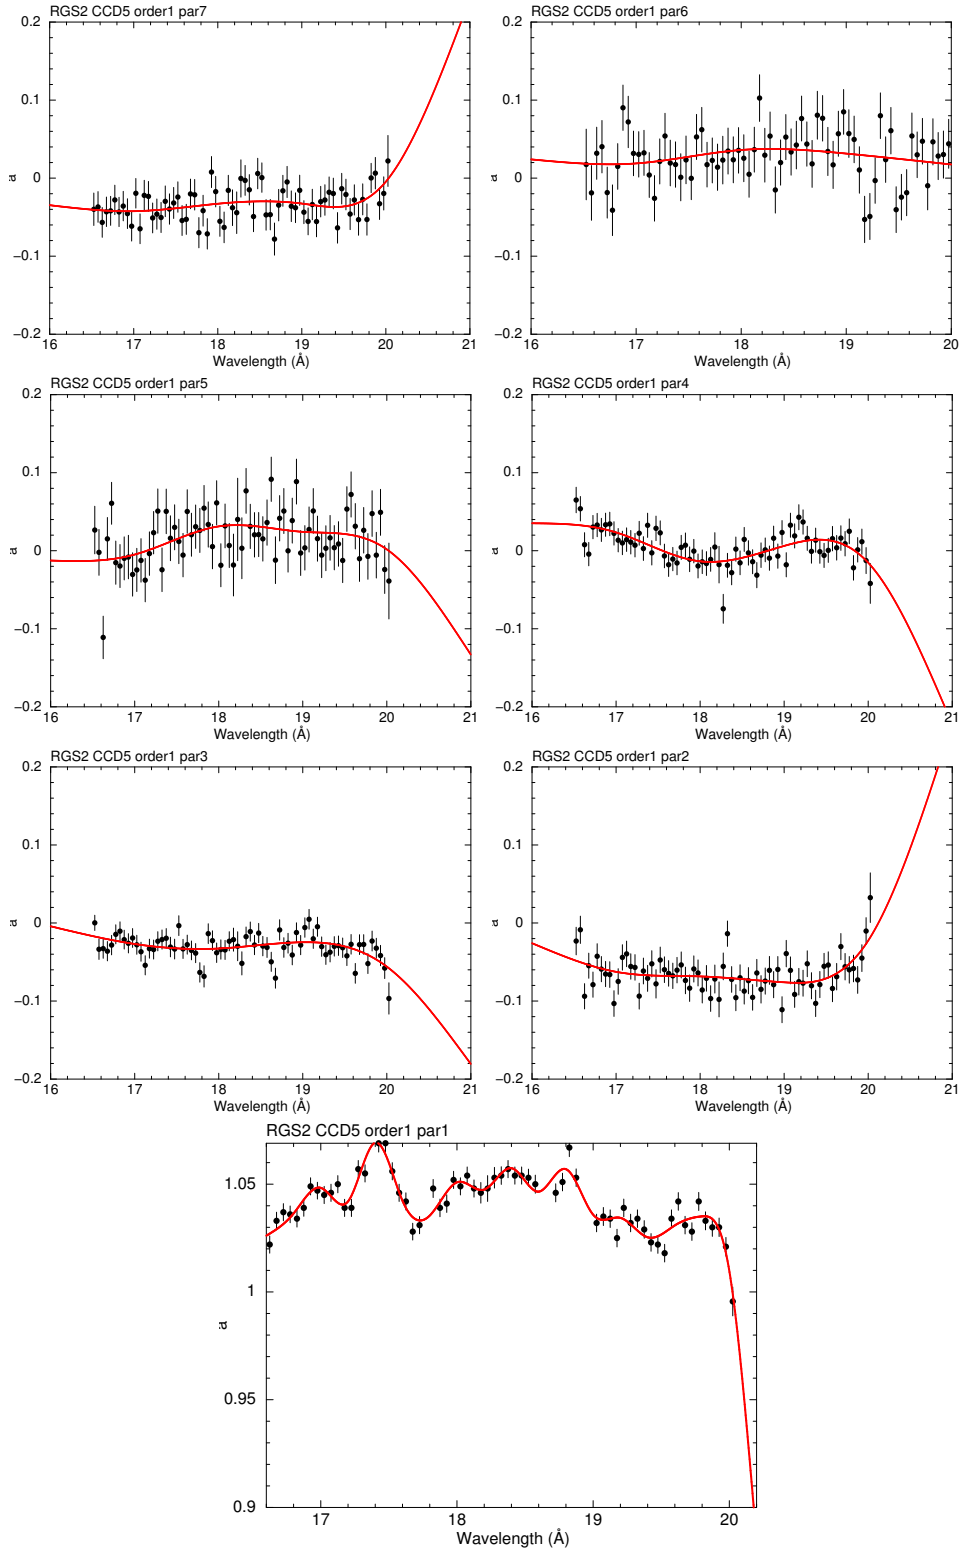 RGS2 CCD5 order1 par7
RGS2 CCD5 order1 par6
0.2
0.1
0
−0.1
−0.2
a
16 17 18 19 20 21
Wavelength (Å)
0.2
0.1
0
−0.1
−0.2
a
16 17 18 19 20
Wavelength (Å)
RGS2 CCD5 order1 par5
RGS2 CCD5 order1 par4
0.2
0.1
0
−0.1
−0.2
a
16 17 18 19 20 21
Wavelength (Å)
0.2
0.1
0
−0.1
−0.2
a
16 17 18 19 20 21
Wavelength (Å)
RGS2 CCD5 order1 par3
RGS2 CCD5 order1 par2
0.2
0.1
0
−0.1
−0.2
a
16 17 18 19 20 21
Wavelength (Å)
0.2
0.1
0
−0.1
−0.2
a
16 17 18 19 20 21
Wavelength (Å)
RGS2 CCD5 order1 par1
1.05
1
0.95
0.9
a
17 18 19 20
Wavelength (Å)